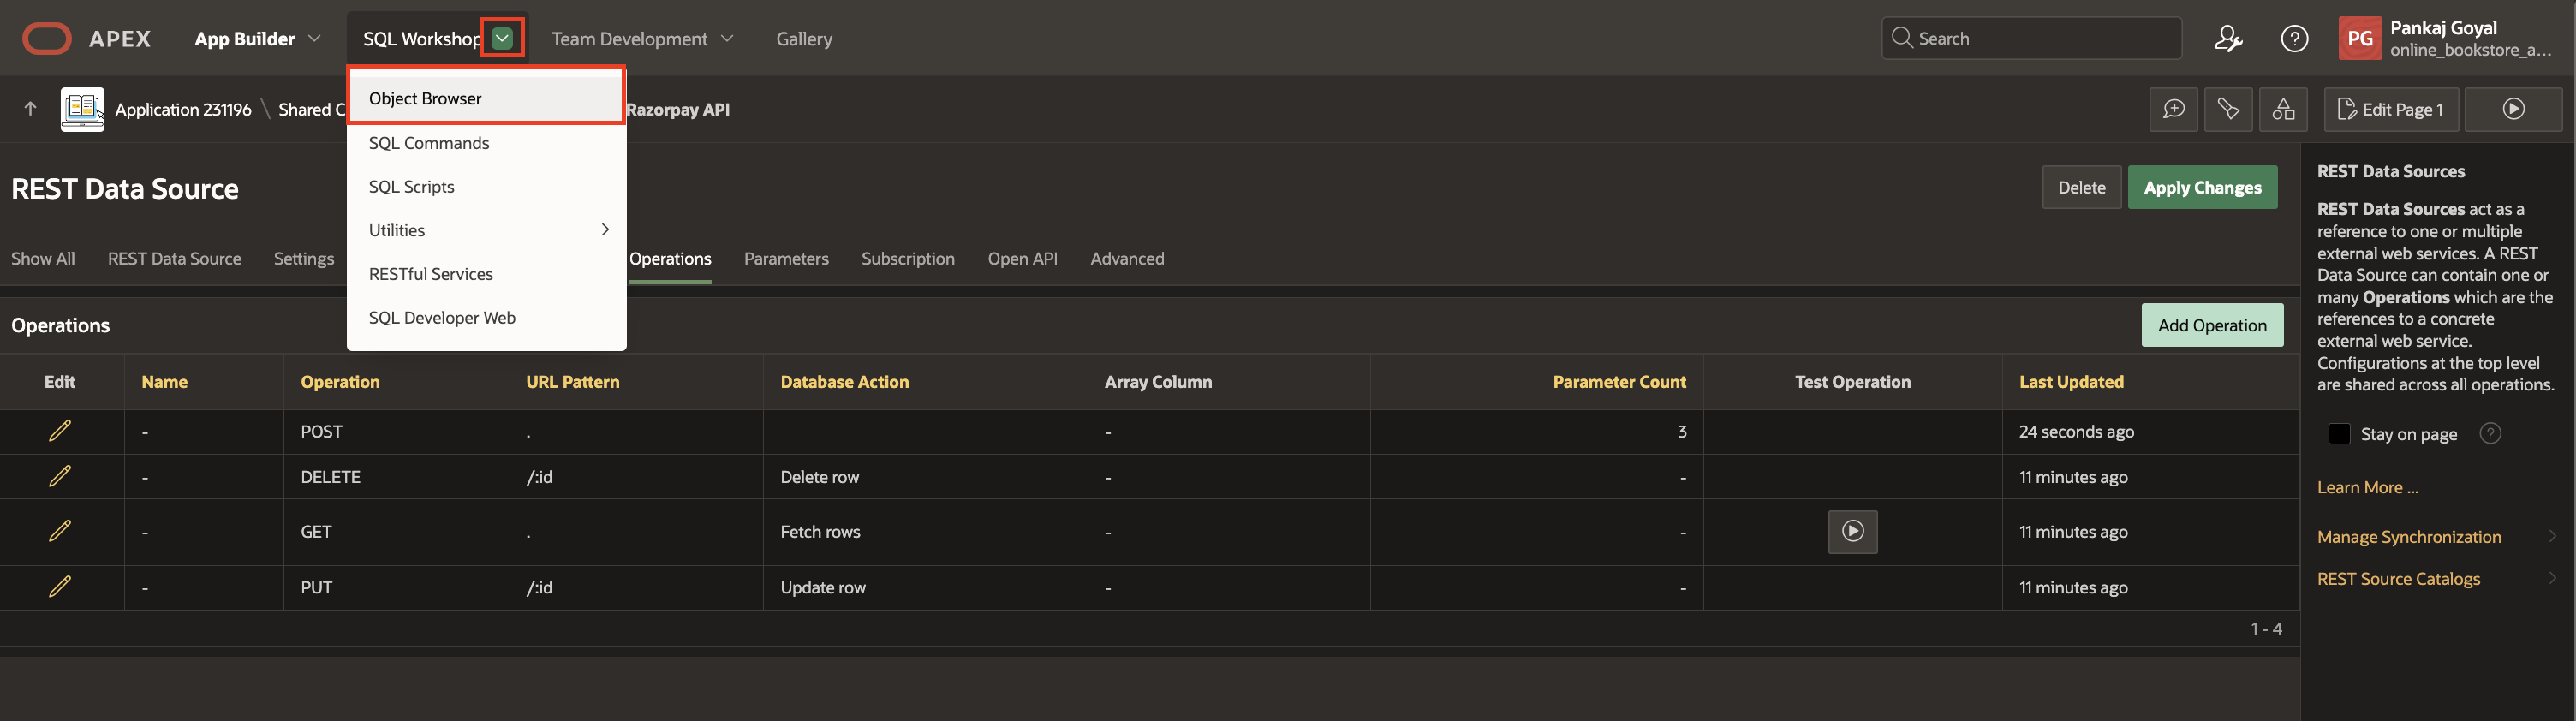 APEX
App Builder
SQL Workshop
Team Development
Gallery
Search
PG
Pankaj Goyal
online_bookstore_a...
Application 231196 \ Shared C
Razorpay API
Edit Page 1
Object Browser
SQL Commands
SQL Scripts
Utilities
RESTful Services
SQL Developer Web
REST Data Source
Delete
Apply Changes
Show All
REST Data Source
Settings
Operations
Parameters
Subscription
Open API
Advanced
Operations
Add Operation
Edit Name Operation URL Pattern Database Action Array Column Parameter Count Test Operation Last Updated
- POST . - 3 24 seconds ago
- DELETE /:id Delete row - - 11 minutes ago
- GET . Fetch rows - - 11 minutes ago
- PUT /:id Update row - - 11 minutes ago
1 - 4
REST Data Sources
REST Data Sources act as a
reference to one or multiple
external web services. A REST
Data Source can contain one or
many Operations which are the
references to a concrete
external web service.
Configurations at the top level
are shared across all operations.
Stay on page
Learn More ...
Manage Synchronization
REST Source Catalogs